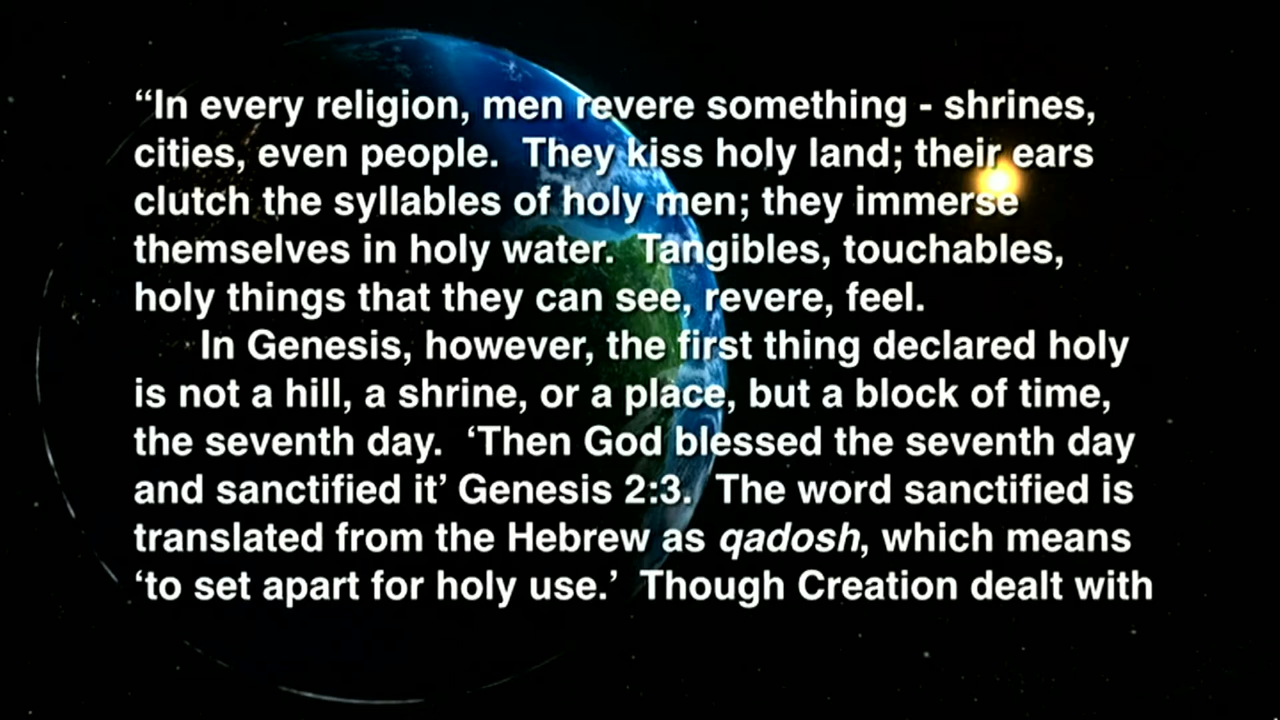 “In every religion, men revere something - shrines,
cities, even people.  They kiss holy land; their ears
clutch the syllables of holy men; they immerse
themselves in holy water.  Tangibles, touchables,
holy things that they can see, revere, feel.
In Genesis, however, the first thing declared holy
is not a hill, a shrine, or a place, but a block of time,
the seventh day.  ‘Then God blessed the seventh day
and sanctified it’ Genesis 2:3.  The word sanctified is
translated from the Hebrew as qadosh, which means
‘to set apart for holy use.’  Though Creation dealt with